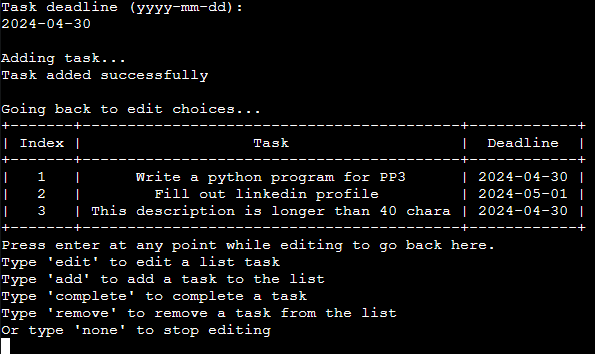 Task deadline (yyyy-mm-dd):
2024-04-30

Adding task...
Task added successfully

Going back to edit choices...
+-------+------------------------------------------+------------+
| Index |                   Task                   |  Deadline  |
+-------+------------------------------------------+------------+
|   1   |      Write a python program for PP3      | 2024-04-30 |
|   2   |        Fill out linkedin profile         | 2024-05-01 |
|   3   | This description is longer than 40 chara | 2024-04-30 |
+-------+------------------------------------------+------------+
Press enter at any point while editing to go back here.
Type 'edit' to edit a list task
Type 'add' to add a task to the list
Type 'complete' to complete a task
Type 'remove' to remove a task from the list
Or type 'none' to stop editing